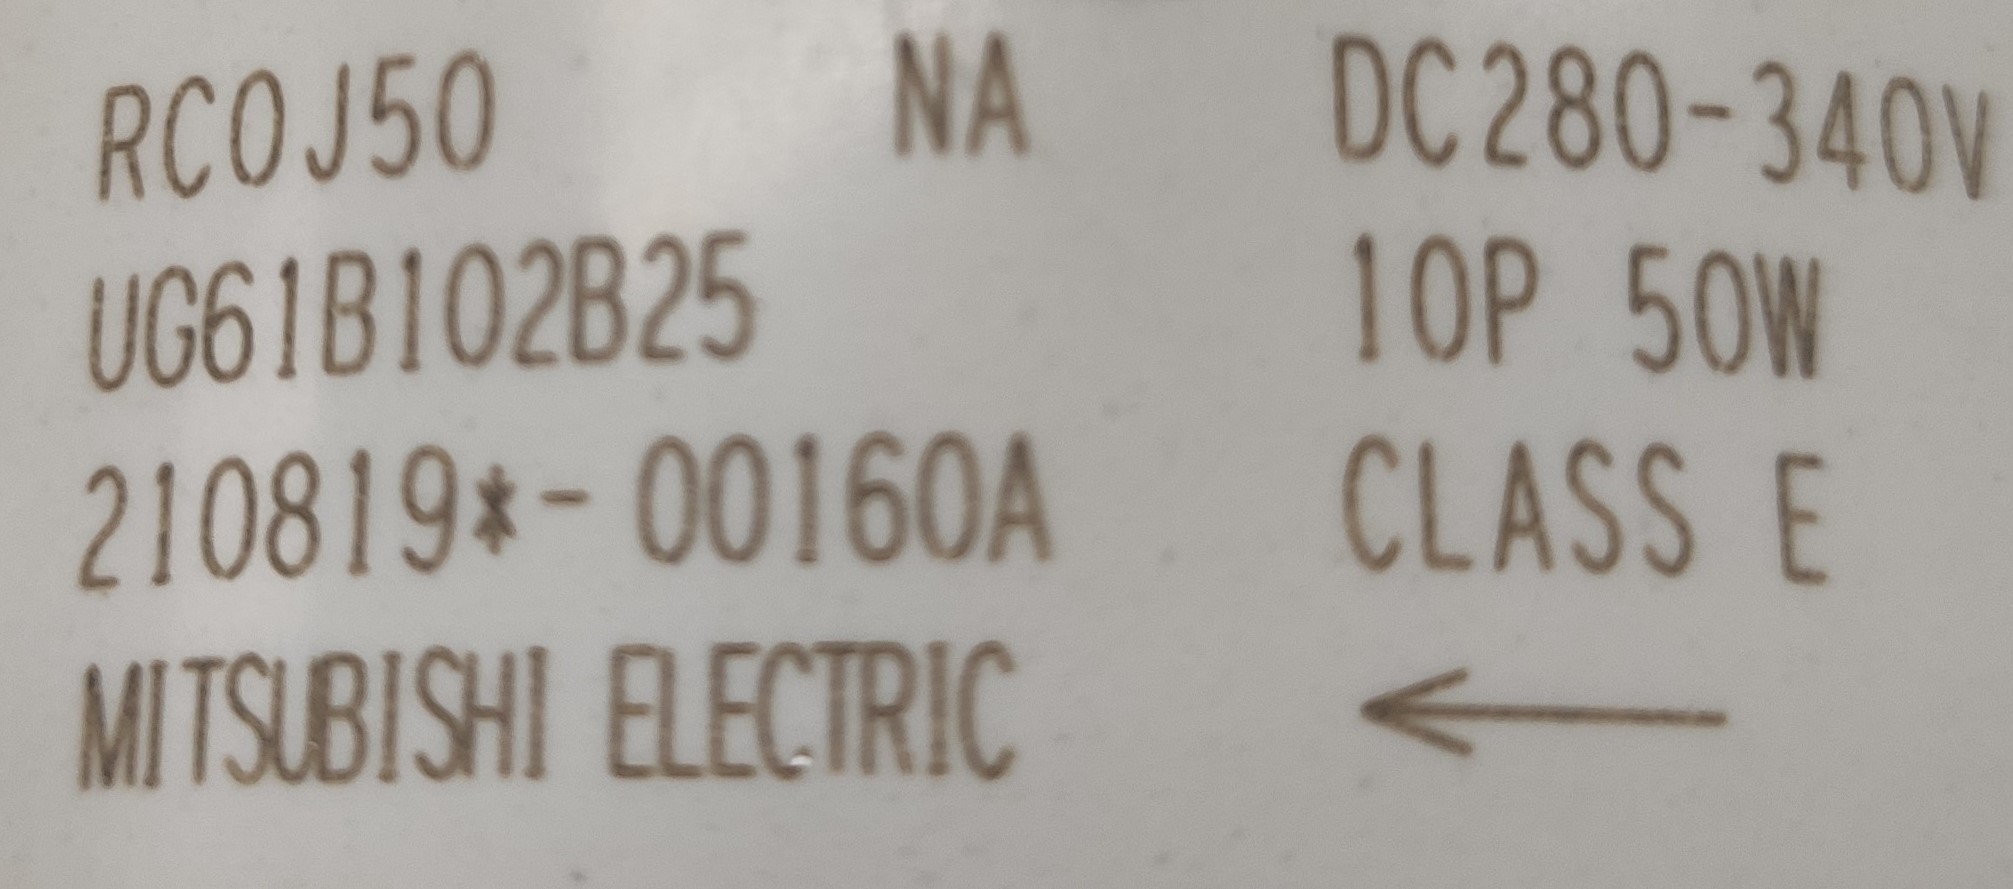 RC0J50 NA DC280-340V
UG61B102B25 10P 50W
210819*-00160A CLASS E
MITSUBISHI ELECTRIC ←